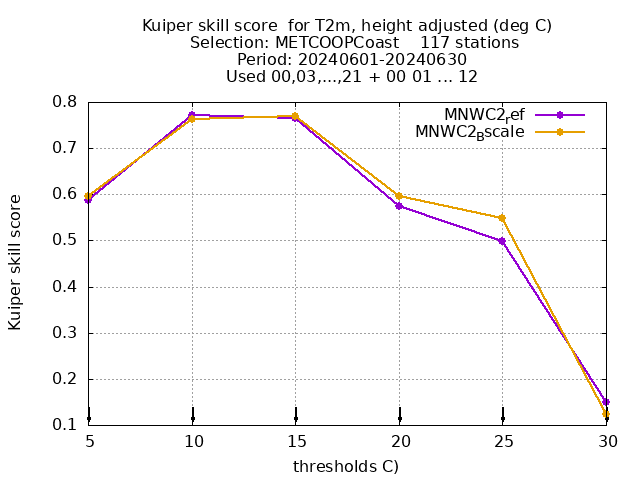 Kuiper skill score  for T2m, height adjusted (deg C)
Selection: METCOOPCoast    117 stations
Period: 20240601-20240630
Used 00,03,...,21 + 00 01 ... 12
MNWC2ref
MNWC2Bscale
0.8
0.7
0.6
0.5
0.4
0.3
0.2
0.1
Kuiper skill score
5 10 15 20 25 30
thresholds C)